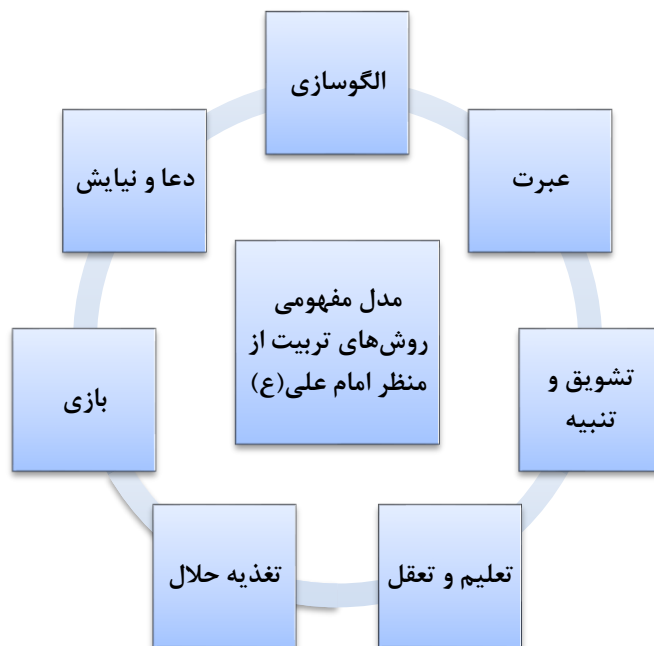 الگوسازی
عبرت
تشویق و
تنبیه
تعلیم و تعقل
تغذیه حلال
بازی
دعا و نیایش
مدل مفهومی
روش‌های تربیت از
منظر امام علی(ع)